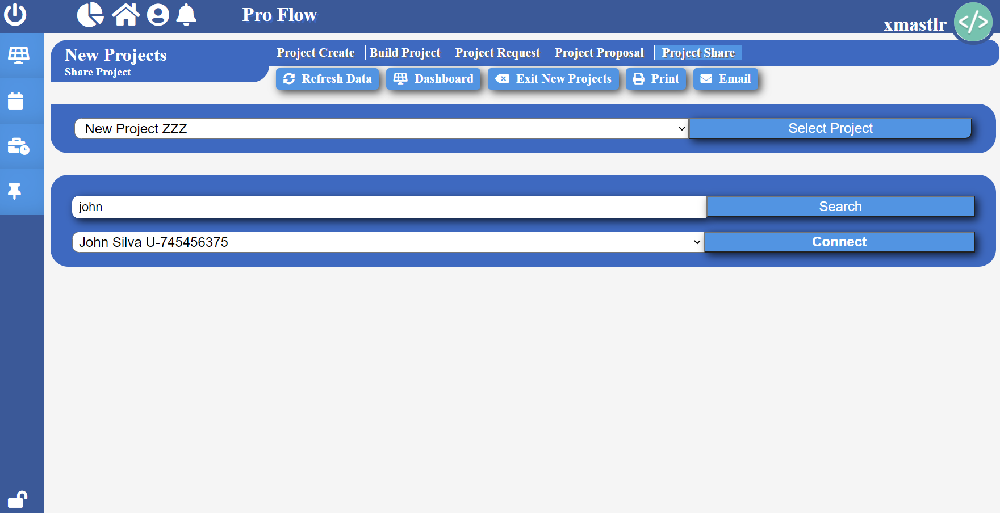 Pro Flow
xmastlr
New Projects
Share Project
Project Create Build Project Project Request Project Proposal Project Share
Refresh Data Dashboard Exit New Projects Print Email
New Project ZZZ Select Project
john Search
John Silva U-745456375 Connect